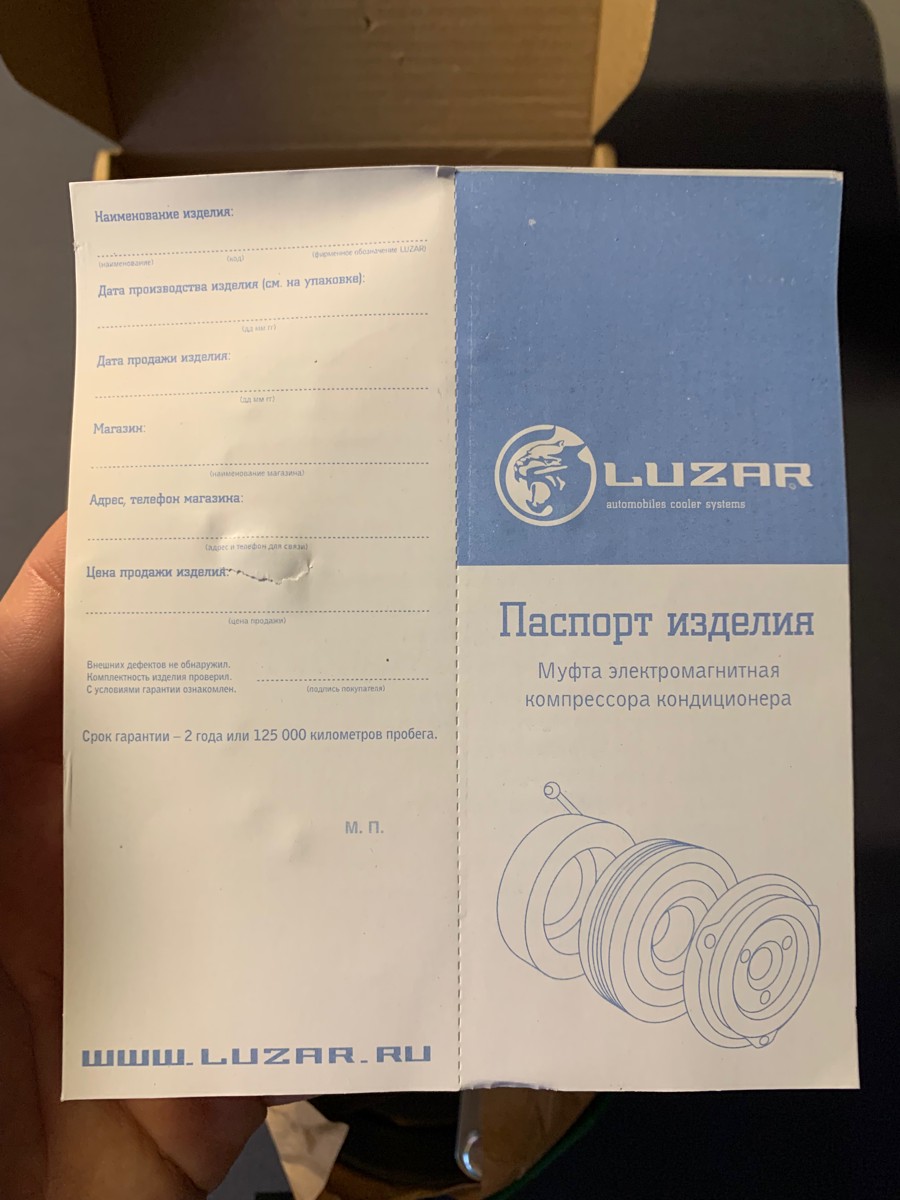 Наименование изделия:
(наименование) (код) (фирменное обозначение LUZAR)
Дата производства изделия (см. на упаковке):
(дд мм гг)
Дата продажи изделия:
(дд мм гг)
Магазин:
(наименование магазина)
Адрес, телефон магазина:
(адрес и телефон для связи)
Цена продажи изделия:
(цена продажи)
Внешних дефектов не обнаружил.
Комплектность изделия проверил.
С условиями гарантии ознакомлен.
(подпись покупателя)
Срок гарантии – 2 года или 125 000 километров пробега.
М. П.
WWW.LUZAR.RU
LUZAR
automobiles cooler systems
Паспорт изделия
Муфта электромагнитная
компрессора кондиционера